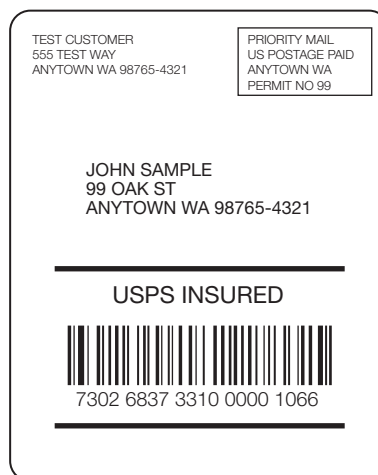 TEST CUSTOMER
555 TEST WAY
ANYTOWN WA 98765-4321
PRIORITY MAIL
US POSTAGE PAID
ANYTOWN WA
PERMIT NO 99
JOHN SAMPLE
99 OAK ST
ANYTOWN WA 98765-4321
USPS INSURED
7302 6837 3310 0000 1066